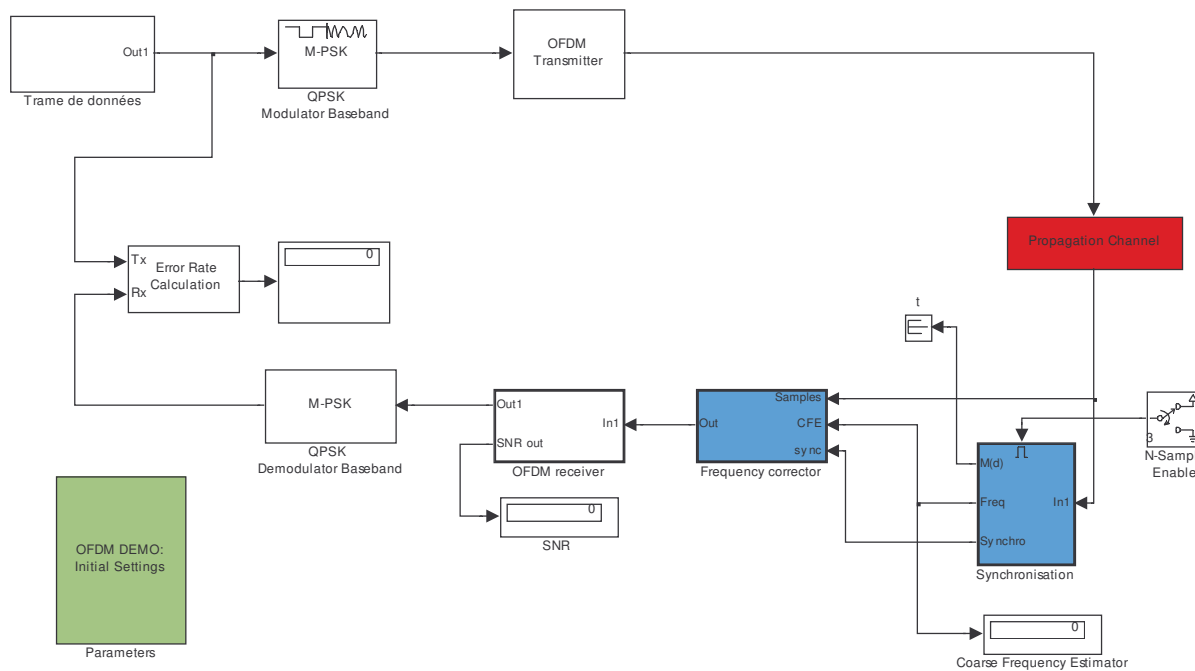 Out1
Trame de données
M-PSK
QPSK
Modulator Baseband
OFDM
Transmitter
Propagation Channel
Tx
Rx
Error Rate
Calculation
0
t
M-PSK
QPSK
Demodulator Baseband
Out1
SNR out
In1
OFDM receiver
0
SNR
Samples
CFE
sync
Out
Frequency corrector
3
N-Sample
Enable
M(d)
Freq
Synchro
In1
Synchronisation
0
Coarse Frequency Estimator
OFDM DEMO:
Initial Settings
Parameters